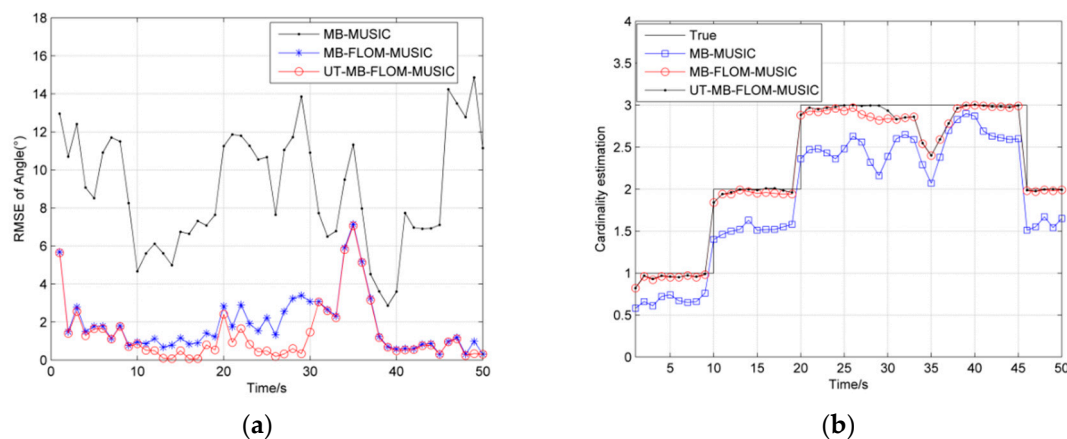 18
16
14
12
10
8
6
4
2
0
RMSE of Angle(°)
MB-MUSIC
MB-FLOM-MUSIC
UT-MB-FLOM-MUSIC
0 10 20 30 40 50
Time/s
(a)
4
3.5
3
2.5
2
1.5
1
0.5
0
Cardinality estimation
True
MB-MUSIC
MB-FLOM-MUSIC
UT-MB-FLOM-MUSIC
5 10 15 20 25 30 35 40 45 50
Time/s
(b)